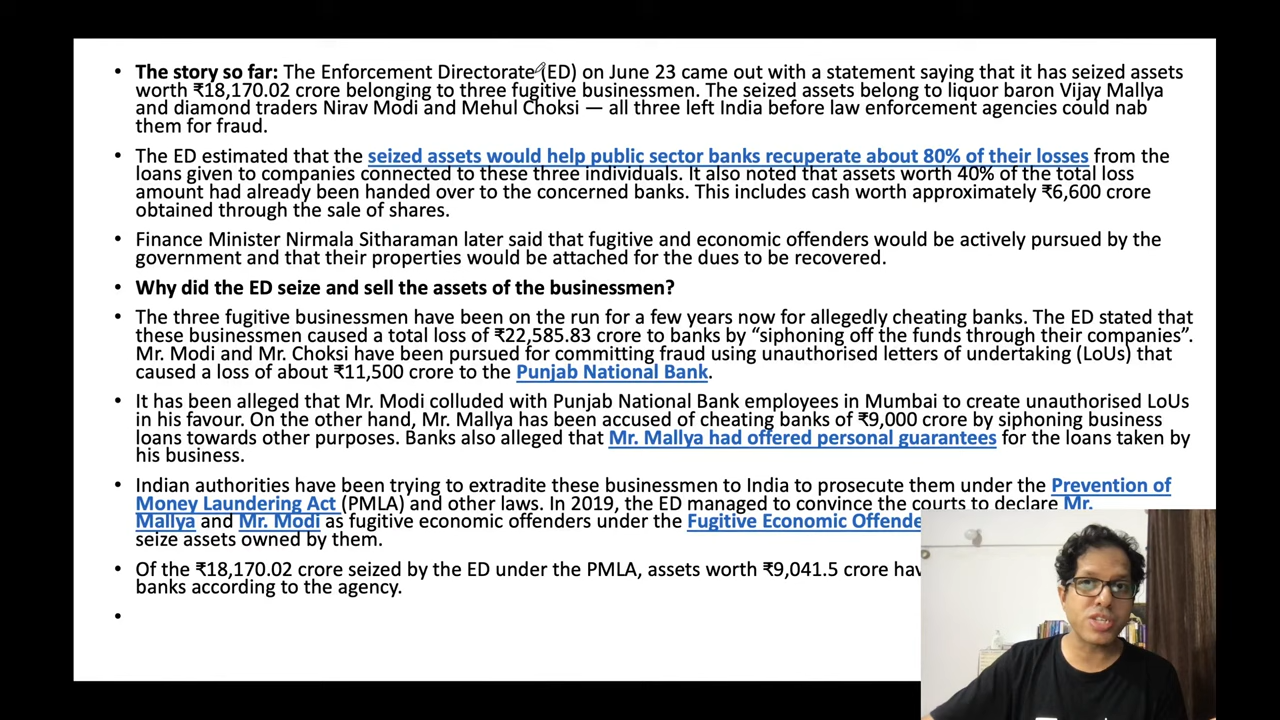 • The story so far: The Enforcement Directorate (ED) on June 23 came out with a statement saying that it has seized assets
worth ₹18,170.02 crore belonging to three fugitive businessmen. The seized assets belong to liquor baron Vijay Mallya
and diamond traders Nirav Modi and Mehul Choksi — all three left India before law enforcement agencies could nab
them for fraud.
• The ED estimated that the seized assets would help public sector banks recuperate about 80% of their losses from the
loans given to companies connected to these three individuals. It also noted that assets worth 40% of the total loss
amount had already been handed over to the concerned banks. This includes cash worth approximately ₹6,600 crore
obtained through the sale of shares.
• Finance Minister Nirmala Sitharaman later said that fugitive and economic offenders would be actively pursued by the
government and that their properties would be attached for the dues to be recovered.
• Why did the ED seize and sell the assets of the businessmen?
• The three fugitive businessmen have been on the run for a few years now for allegedly cheating banks. The ED stated that
these businessmen caused a total loss of ₹22,585.83 crore to banks by “siphoning off the funds through their companies”.
Mr. Modi and Mr. Choksi have been pursued for committing fraud using unauthorised letters of undertaking (LoUs) that
caused a loss of about ₹11,500 crore to the Punjab National Bank.
• It has been alleged that Mr. Modi colluded with Punjab National Bank employees in Mumbai to create unauthorised LoUs
in his favour. On the other hand, Mr. Mallya has been accused of cheating banks of ₹9,000 crore by siphoning business
loans towards other purposes. Banks also alleged that Mr. Mallya had offered personal guarantees for the loans taken by
his business.
• Indian authorities have been trying to extradite these businessmen to India to prosecute them under the Prevention of
Money Laundering Act (PMLA) and other laws. In 2019, the ED managed to convince the courts to declare Mr.
Mallya and Mr. Modi as fugitive economic offenders under the Fugitive Economic Offende
seize assets owned by them.
• Of the ₹18,170.02 crore seized by the ED under the PMLA, assets worth ₹9,041.5 crore hav
banks according to the agency.
•